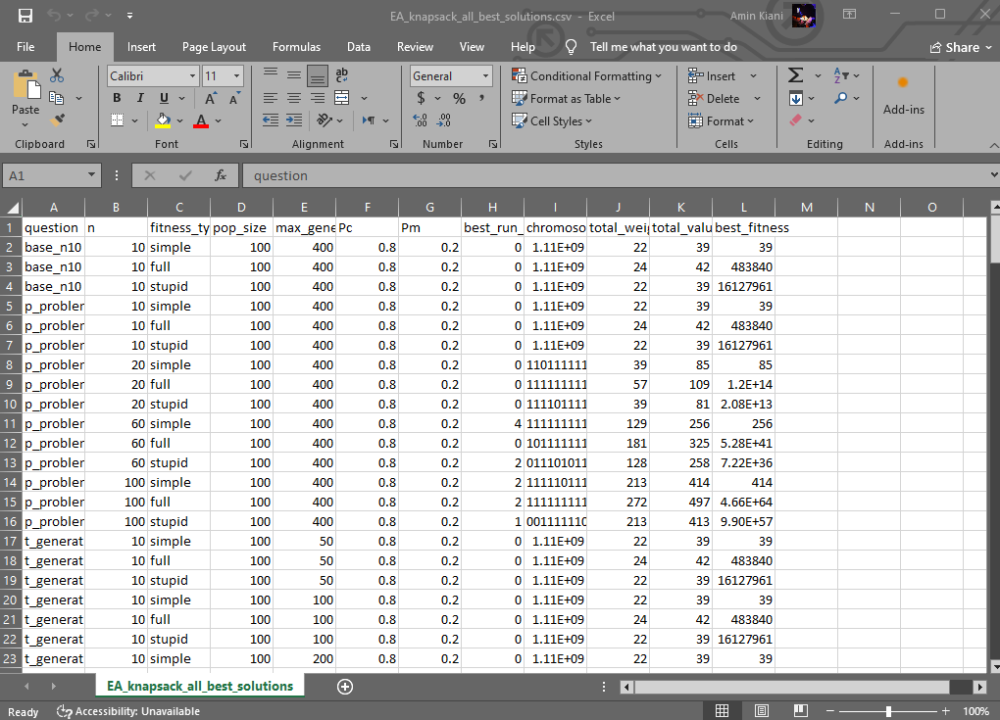 EA_knapsack_all_best_solutions.csv - Excel
Amin Kiani
File Home Insert Page Layout Formulas Data Review View Help Tell me what you want to do Share
Paste
Calibri 11
B I U A A
ab
General
$ % ,
Conditional Formatting
Format as Table
Cell Styles
Insert
Delete
Format
Add-ins
Clipboard Font Alignment Number Styles Cells Editing Add-ins
A1 fx question
A B C D E F G H I J K L M N O
1 question n fitness_ty pop_size max_gene Pc Pm best_run_ chromoso total_weig total_valu best_fitness
2 base_n10 10 simple 100 400 0.8 0.2 0 1.11E+09 22 39 39
3 base_n10 10 full 100 400 0.8 0.2 0 1.11E+09 24 42 483840
4 base_n10 10 stupid 100 400 0.8 0.2 0 1.11E+09 22 39 16127961
5 p_probler 10 simple 100 400 0.8 0.2 0 1.11E+09 22 39 39
6 p_probler 10 full 100 400 0.8 0.2 0 1.11E+09 24 42 483840
7 p_probler 10 stupid 100 400 0.8 0.2 0 1.11E+09 22 39 16127961
8 p_probler 20 simple 100 400 0.8 0.2 0 110111111 39 85 85
9 p_probler 20 full 100 400 0.8 0.2 0 111111111 57 109 1.2E+14
10 p_probler 20 stupid 100 400 0.8 0.2 0 111101111 39 81 2.08E+13
11 p_probler 60 simple 100 400 0.8 0.2 4 111111111 129 256 256
12 p_probler 60 full 100 400 0.8 0.2 0 101111111 181 325 5.28E+41
13 p_probler 60 stupid 100 400 0.8 0.2 2 011101011 128 258 7.22E+36
14 p_probler 100 simple 100 400 0.8 0.2 2 111110111 213 414 414
15 p_probler 100 full 100 400 0.8 0.2 2 111111111 272 497 4.66E+64
16 p_probler 100 stupid 100 400 0.8 0.2 1 001111110 213 413 9.90E+57
17 t_generat 10 simple 100 50 0.8 0.2 0 1.11E+09 22 39 39
18 t_generat 10 full 100 50 0.8 0.2 0 1.11E+09 24 42 483840
19 t_generat 10 stupid 100 50 0.8 0.2 0 1.11E+09 22 39 16127961
20 t_generat 10 simple 100 100 0.8 0.2 0 1.11E+09 22 39 39
21 t_generat 10 full 100 100 0.8 0.2 0 1.11E+09 24 42 483840
22 t_generat 10 stupid 100 100 0.8 0.2 0 1.11E+09 22 39 16127961
23 t_generat 10 simple 100 200 0.8 0.2 0 1.11E+09 22 39 39
EA_knapsack_all_best_solutions
Ready Accessibility: Unavailable 100%